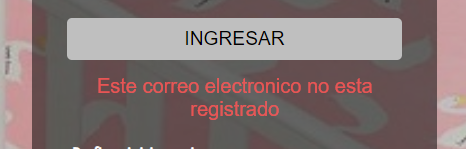 INGRESAR
Este correo electronico no esta
registrado